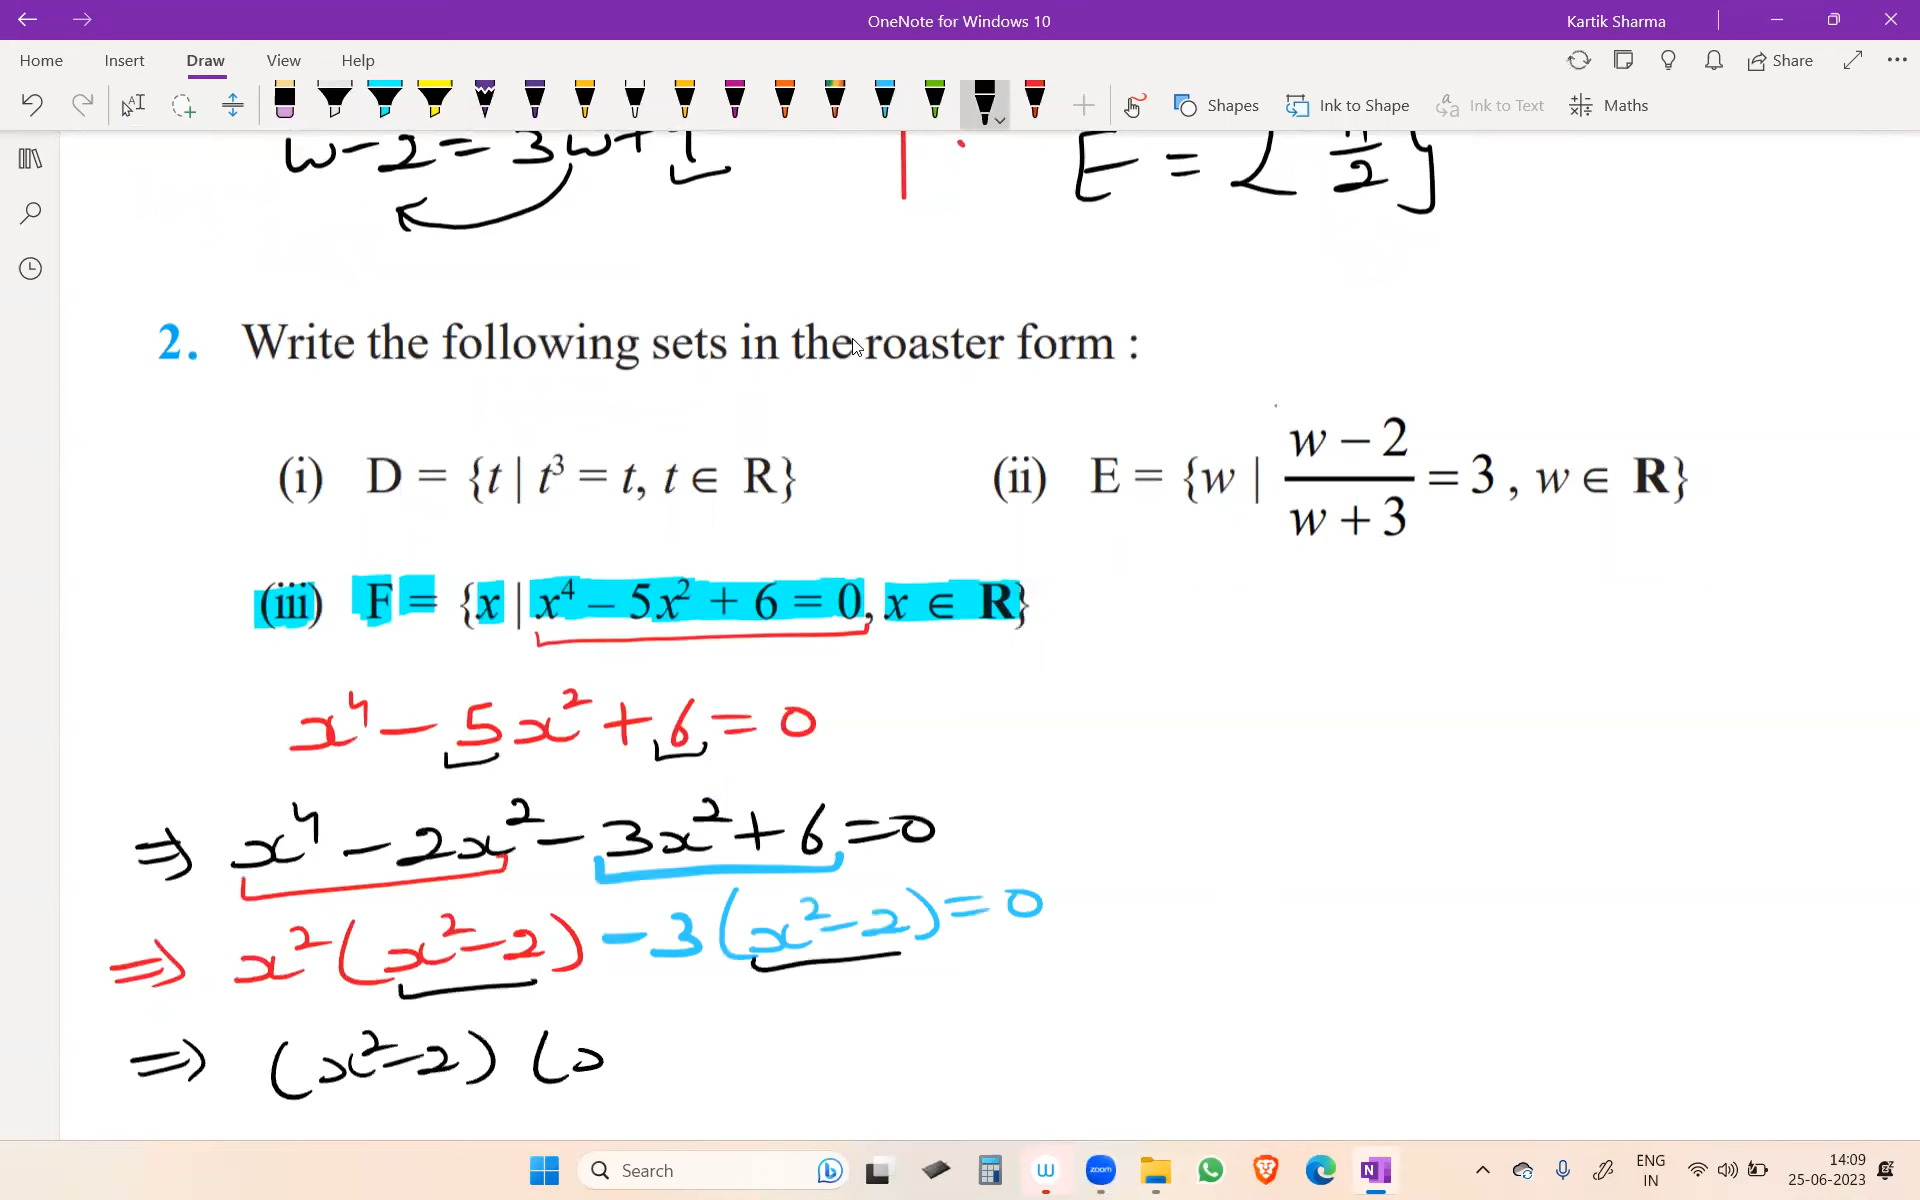 OneNote for Windows 10
Kartik Sharma
Home Insert Draw View Help
Share
Shapes Ink to Shape Ink to Text Maths
w-2 = 3w+
E = { 11/2 }
2. Write the following sets in the roaster form :
(i) D = {t | t³ = t, t ∈ R} (ii) E = {w | (w – 2)/(w + 3) = 3, w ∈ R}
(iii) F = {x | x⁴ – 5x² + 6 = 0, x ∈ R}
x⁴ - 5x² + 6 = 0
⇒ x⁴ - 2x² - 3x² + 6 = 0
⇒ x²(x²-2) -3(x²-2) = 0
⇒ (x²-2) (
Search
zoom
ENG
IN
14:09
25-06-2023